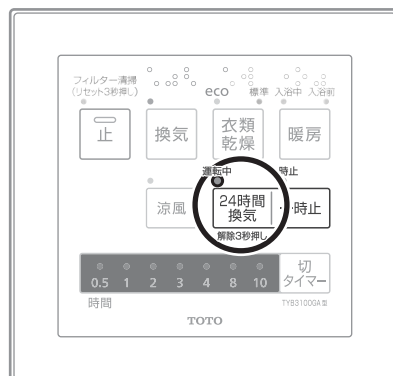 フィルター清掃
(リセット3秒押し)
eco 標準 入浴中 入浴前
止 換気 衣類 暖房
乾燥
運転中 時止
涼風 24時間 時止
換気
解除3秒押し
0.5 1 2 3 4 8 10 切
タイマー
時間 TYB3100GA型
TOTO